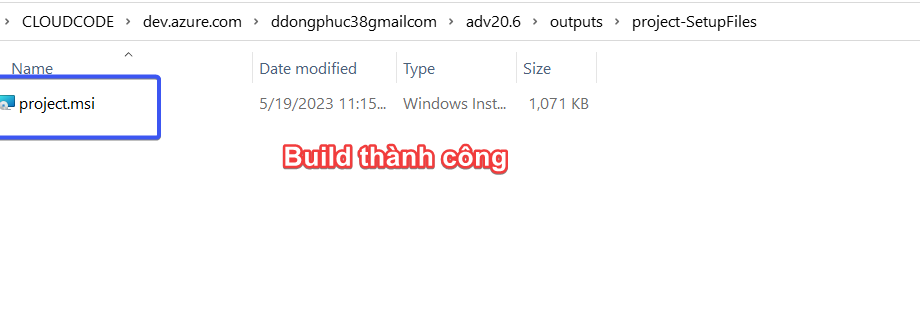 CLOUDCODE > dev.azure.com > ddongphuc38gmailcom > adv20.6 > outputs > project-SetupFiles
Name Date modified Type Size
project.msi 5/19/2023 11:15... Windows Inst... 1,071 KB
Build thành công